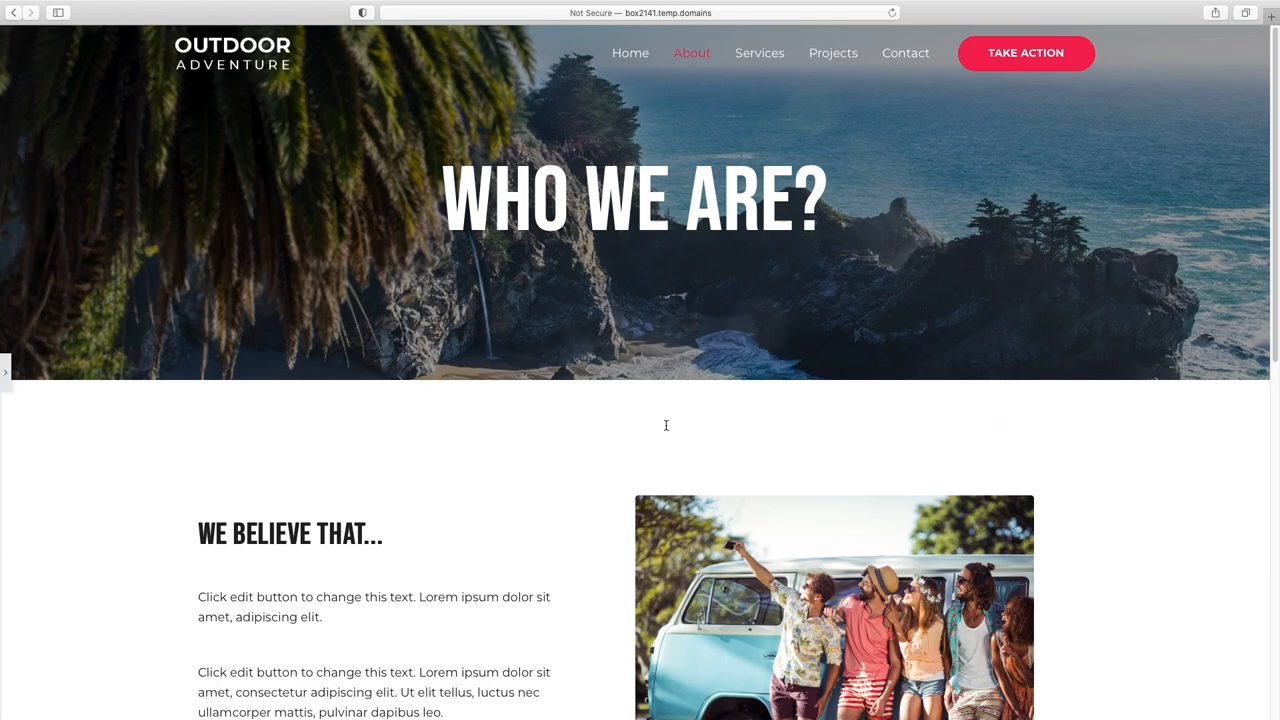 Not Secure — box2141.temp.domains
OUTDOOR
ADVENTURE
Home About Services Projects Contact TAKE ACTION
WHO WE ARE?
WE BELIEVE THAT...
Click edit button to change this text. Lorem ipsum dolor sit
amet, adipiscing elit.
Click edit button to change this text. Lorem ipsum dolor sit
amet, consectetur adipiscing elit. Ut elit tellus, luctus nec
ullamcorper mattis, pulvinar dapibus leo.